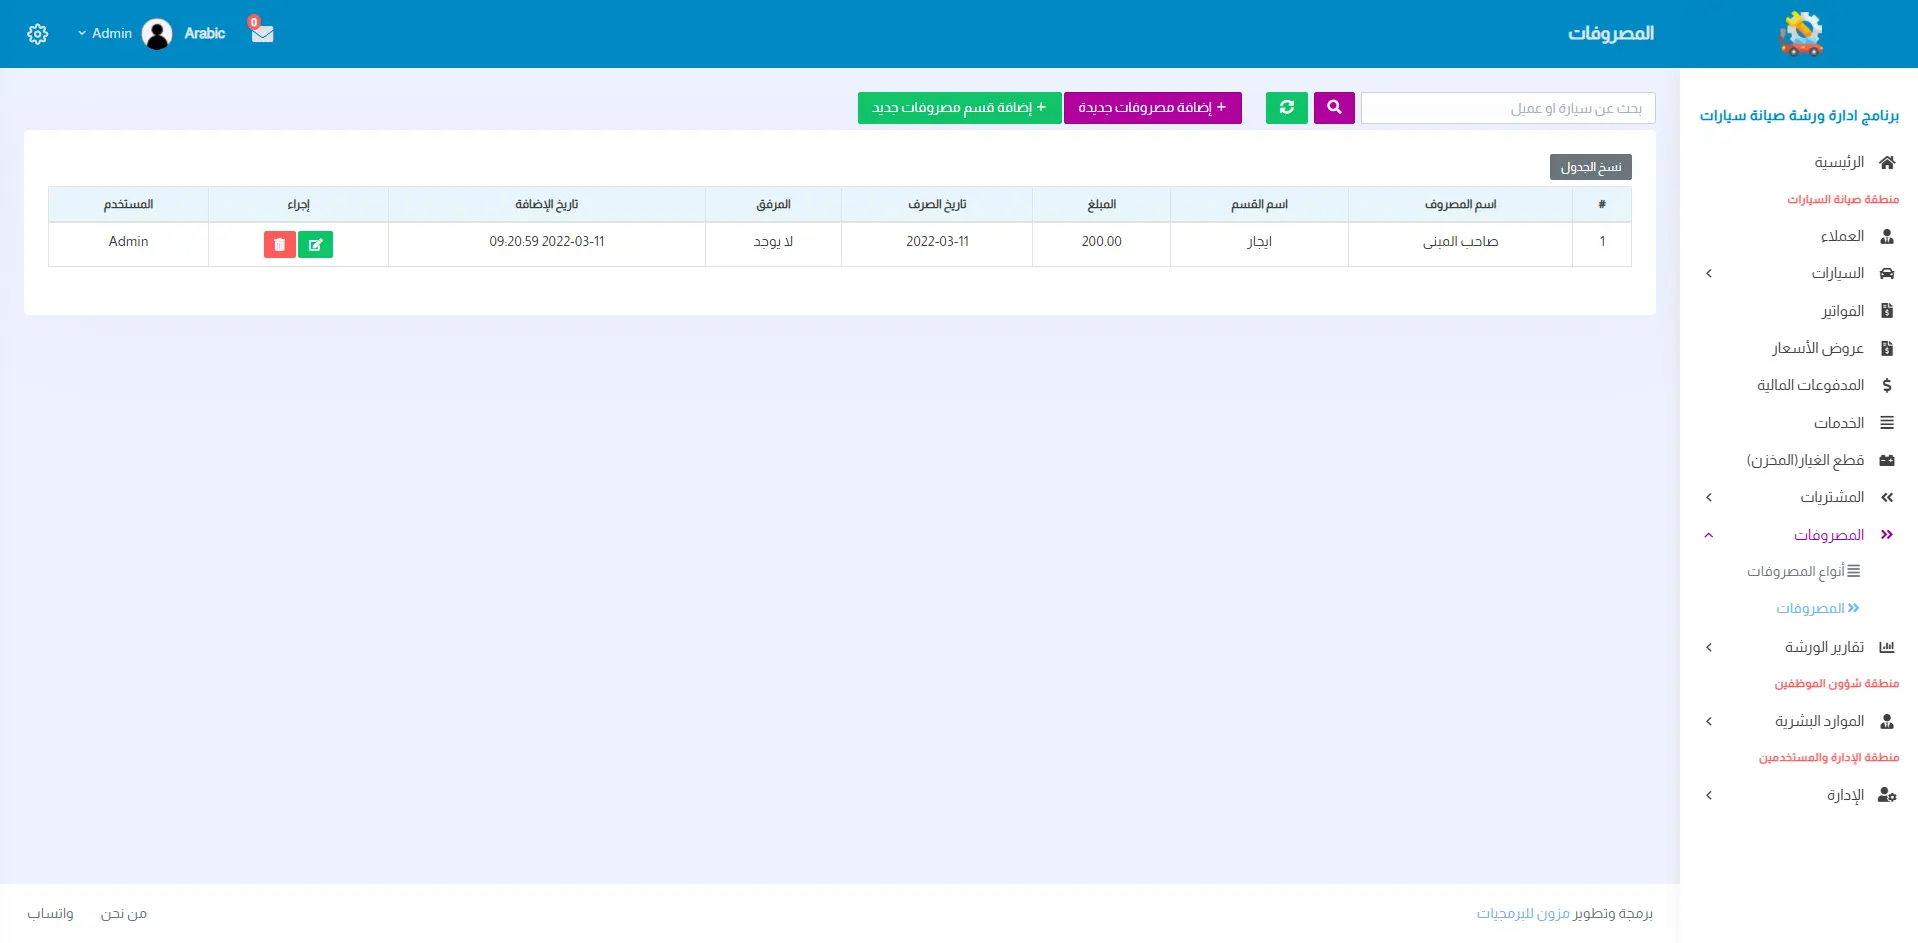 المصروفات
0
Arabic
Admin
برنامج ادارة ورشة صيانة سيارات
الرئيسية
منطقة صيانة السيارات
العملاء
السيارات
الفواتير
عروض الأسعار
المدفوعات المالية
الخدمات
قطع الغيار(المخزن)
المشتريات
المصروفات
أنواع المصروفات
المصروفات
تقارير الورشة
منطقة شؤون الموظفين
الموارد البشرية
منطقة الإدارة والمستخدمين
الإدارة
بحث عن سيارة او عميل
+ إضافة مصروفات جديدة
+ إضافة قسم مصروفات جديد
نسخ الجدول
# اسم المصروف اسم القسم المبلغ تاريخ الصرف المرفق تاريخ الإضافة إجراء المستخدم
1 صاحب المبنى ايجار 200.00 2022-03-11 لا يوجد 2022-03-11 09:20:59 Admin
برمجة وتطوير مزون للبرمجيات
من نحن
واتساب